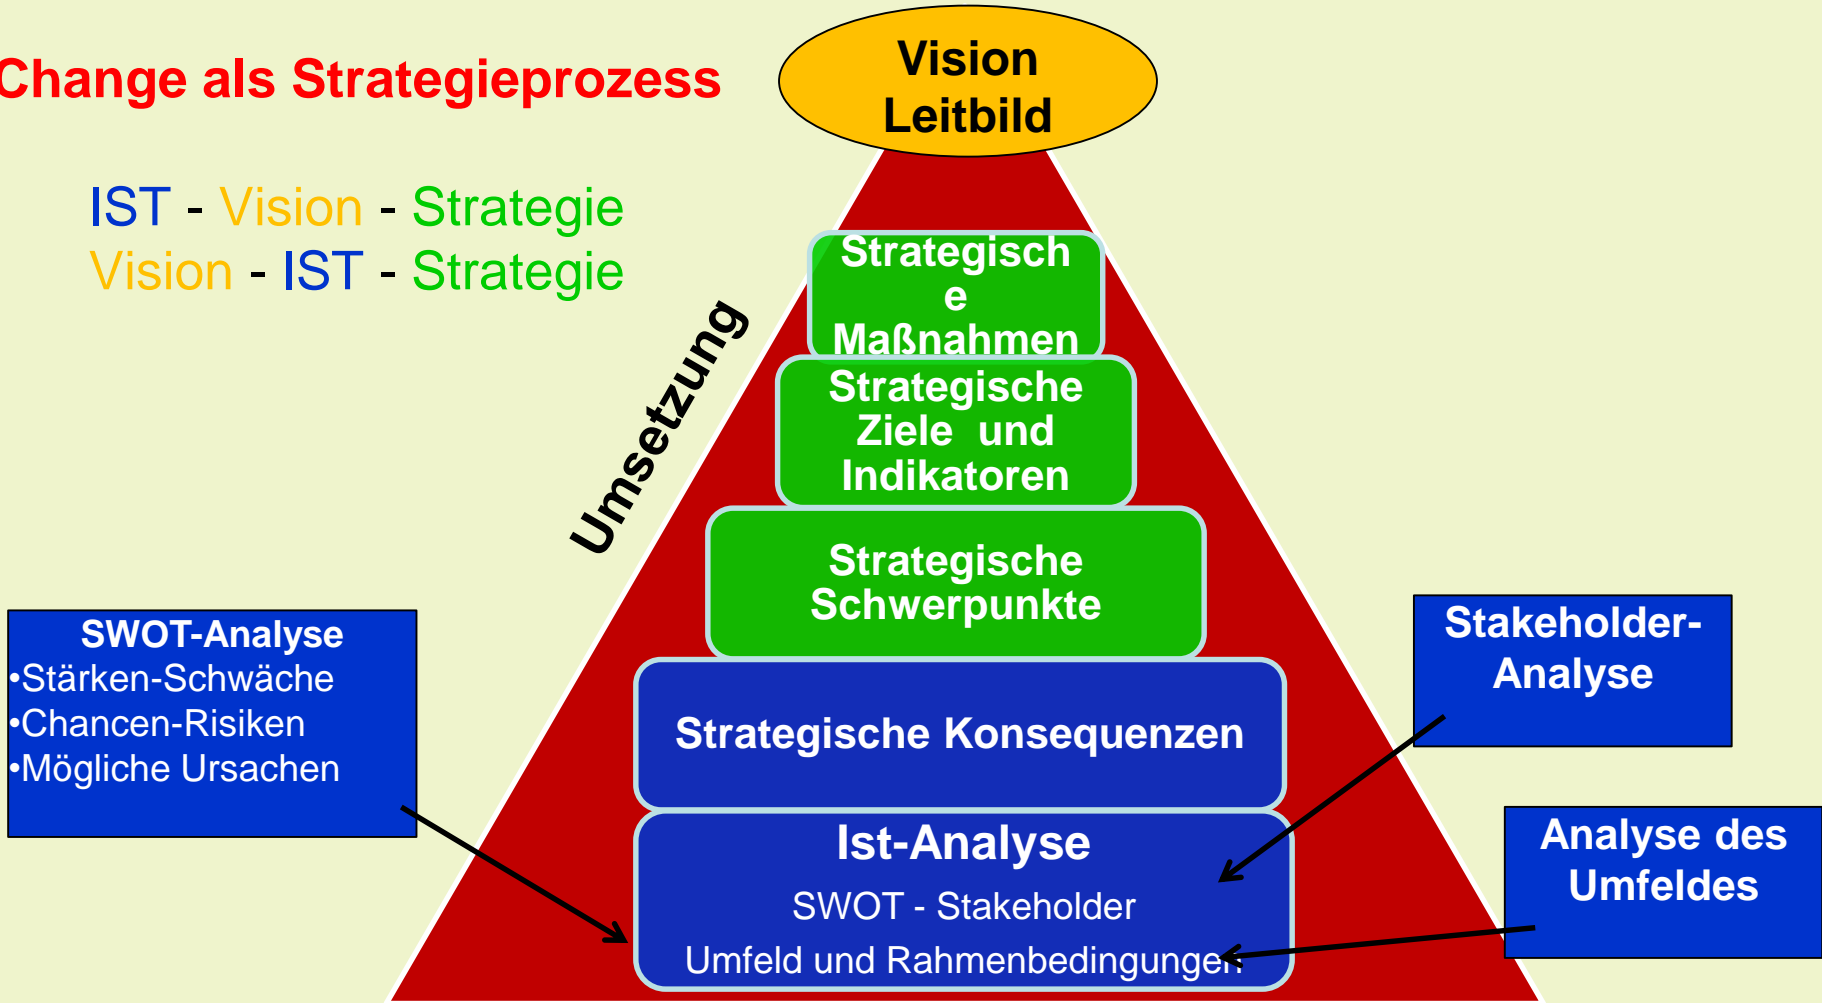 Change als Strategieprozess
IST - Vision - Strategie
Vision - IST - Strategie
Vision
Leitbild
Umsetzung
Strategisch
e
Maßnahmen
Strategische
Ziele und
Indikatoren
Strategische
Schwerpunkte
Strategische Konsequenzen
Ist-Analyse
SWOT - Stakeholder
Umfeld und Rahmenbedingungen
SWOT-Analyse
•Stärken-Schwäche
•Chancen-Risiken
•Mögliche Ursachen
Stakeholder-
Analyse
Analyse des
Umfeldes